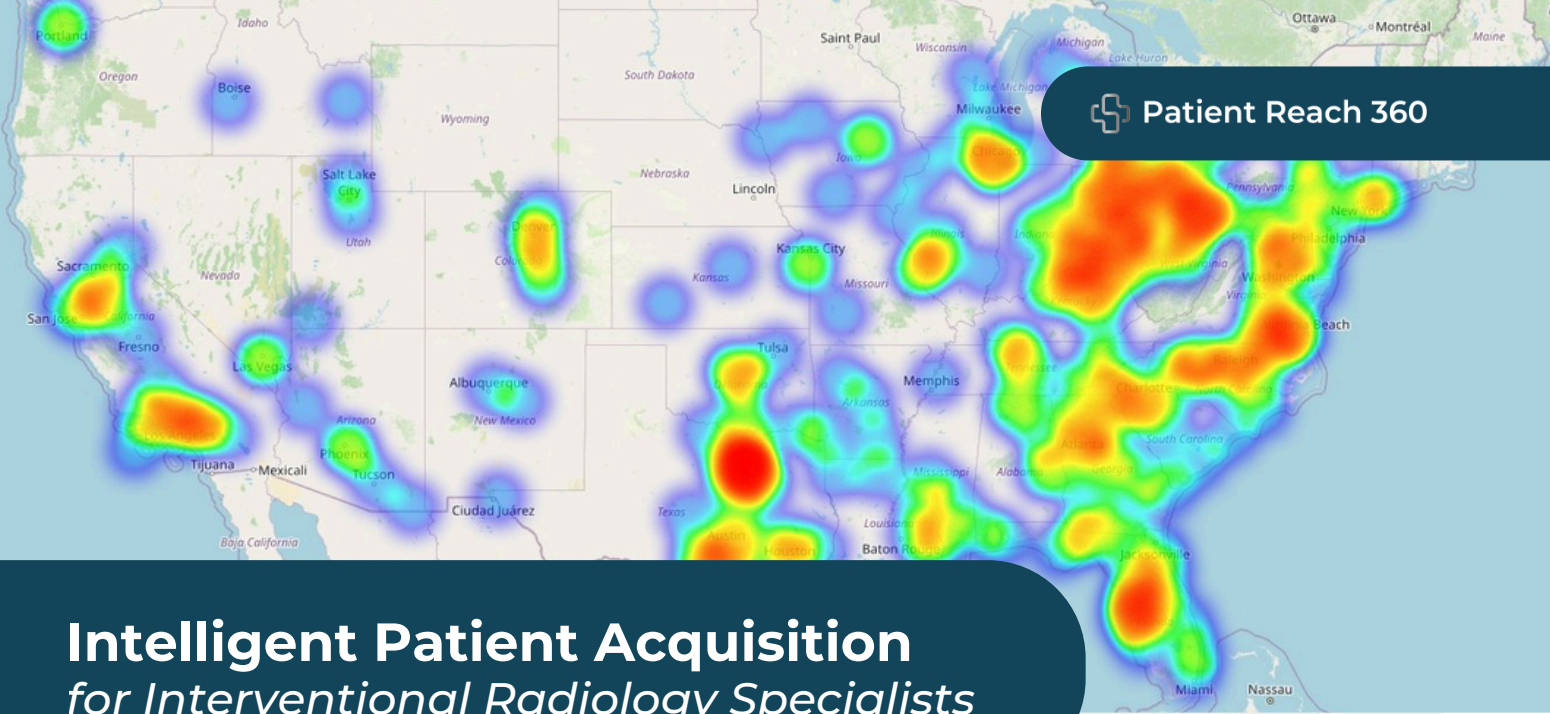 Portland
Idaho
Ottawa
Montréal
Maine
Saint Paul
Wisconsin
Michigan
Lake Huron
Oregon
Boise
South Dakota
Lake Michigan
Milwaukee
Patient Reach 360
Wyoming
Iowa
Chicago
Salt Lake
City
Nebraska
Lincoln
Pennsylvania
New York
Utah
Denver
Colorado
Kansas City
Illinois
Indiana
Philadelphia
Sacramento
Nevada
Kansas
Missouri
West Virginia
Washington
Virginia
San Jose
California
Kentucky
Beach
Fresno
Tulsa
Las Vegas
Tennessee
Raleigh
Albuquerque
New Mexico
Oklahoma
Memphis
Arkansas
Charlotte
North Carolina
Arizona
Los Angeles
Phoenix
Atlanta
South Carolina
Tijuana
Mexicali
Tucson
Mississippi
Alabama
Georgia
Ciudad Juárez
Texas
Louisiana
Baja California
Austin
Houston
Baton Rouge
Jacksonville
Intelligent Patient Acquisition
for Interventional Radiology Specialists
Miami
Nassau